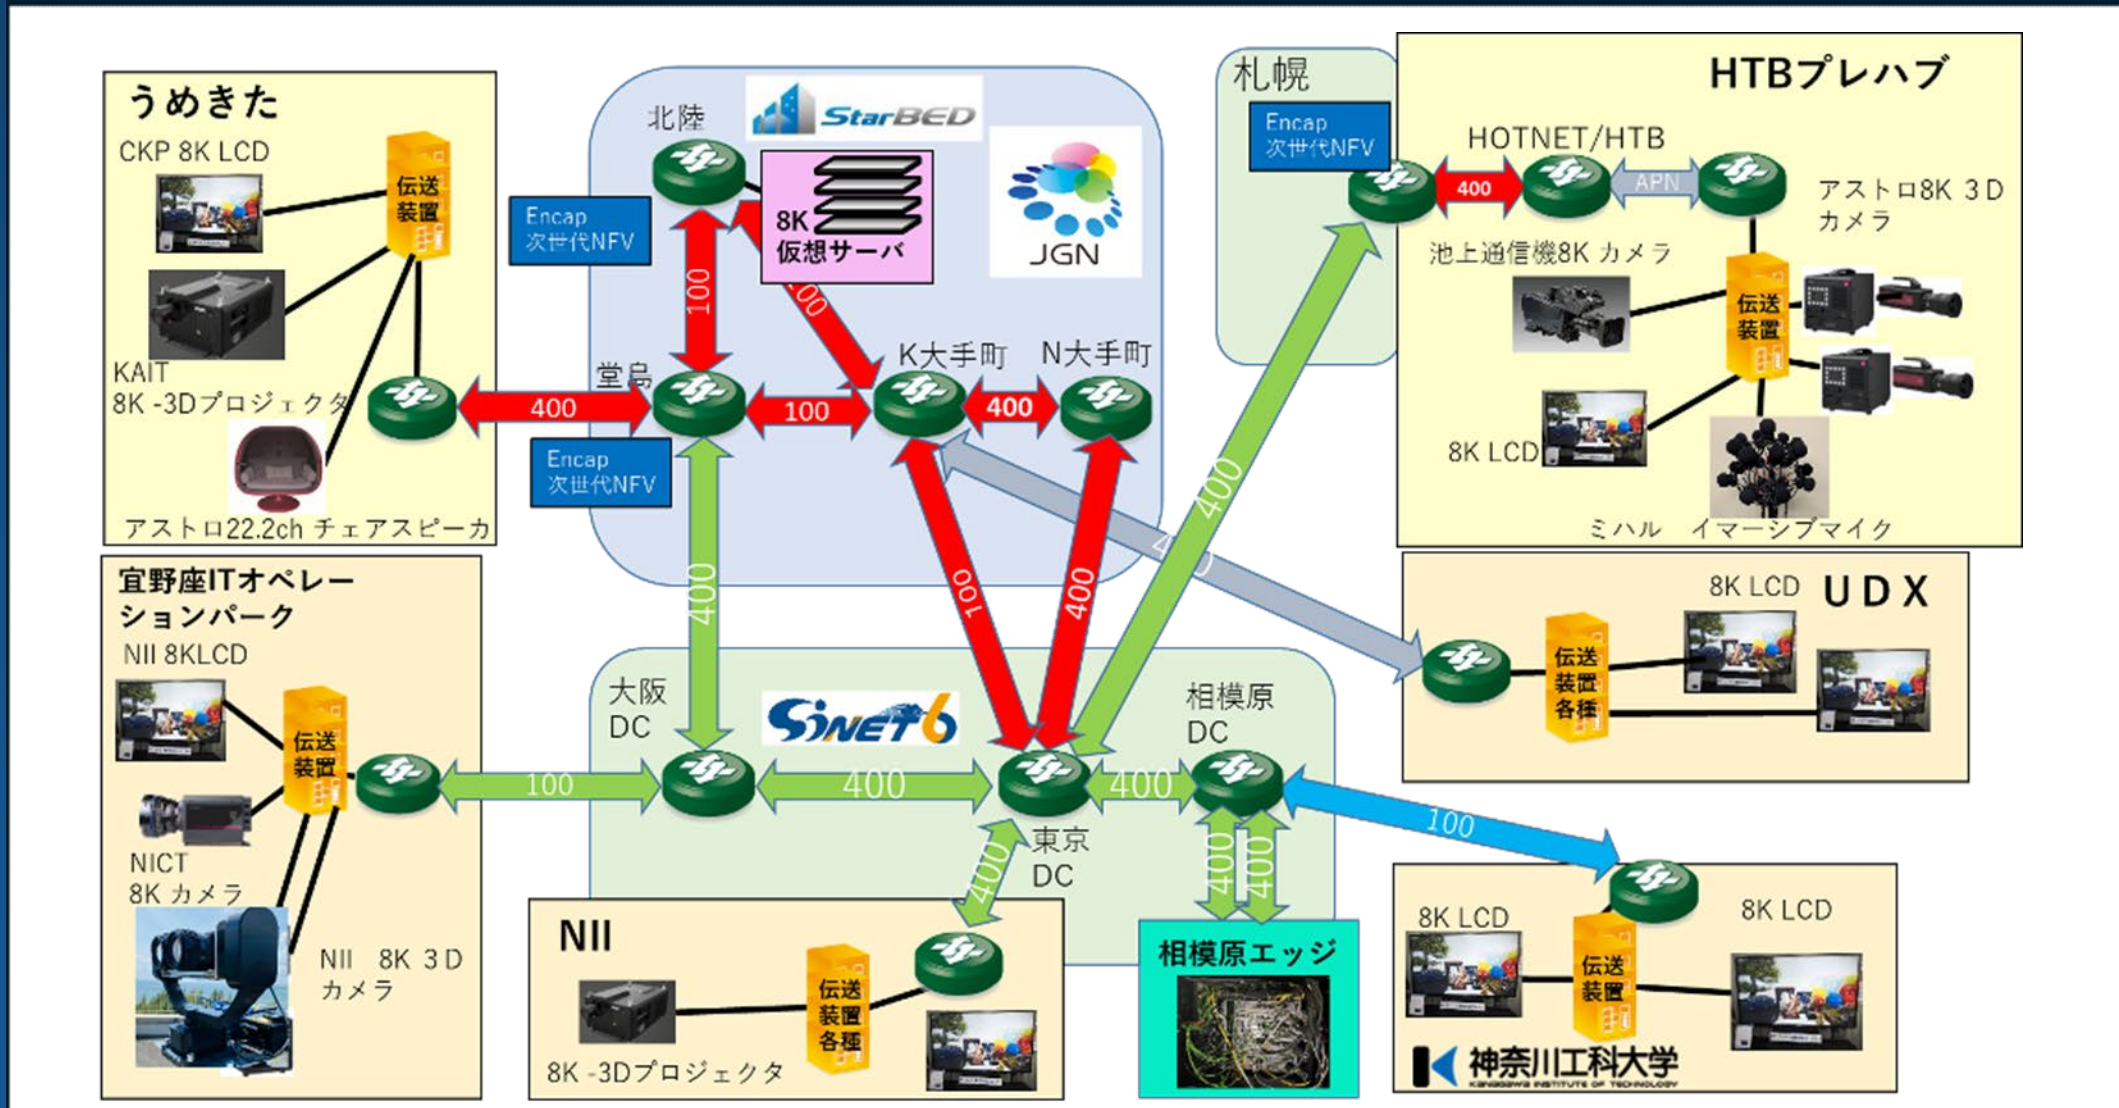 うめきた
CKP 8K LCD
伝送
装置
KAIT
8K -3Dプロジェクタ
アストロ22.2ch チェアスピーカ
宜野座ITオペレー
ションパーク
NII 8KLCD
伝送
装置
NICT
8K カメラ
NII 8K 3D
カメラ
北陸
StarBED
JGN
Encap
次世代NFV
8K
仮想サーバ
100
堂島
K大手町
N大手町
400
100
400
Encap
次世代NFV
400
100
400
400
大阪
DC
SINET6
相模原
DC
100
400
400
東京
DC
400
400
400
100
NII
伝送
装置
各種
8K -3Dプロジェクタ
相模原エッジ
札幌
Encap
次世代NFV
400
HOTNET/HTB
APN
HTBプレハブ
アストロ8K 3D
カメラ
池上通信機8K カメラ
伝送
装置
8K LCD
ミハル イマーシブマイク
UDX
8K LCD
伝送
装置
各種
8K LCD
8K LCD
伝送
装置
神奈川工科大学
KANAGAWA INSTITUTE OF TECHNOLOGY